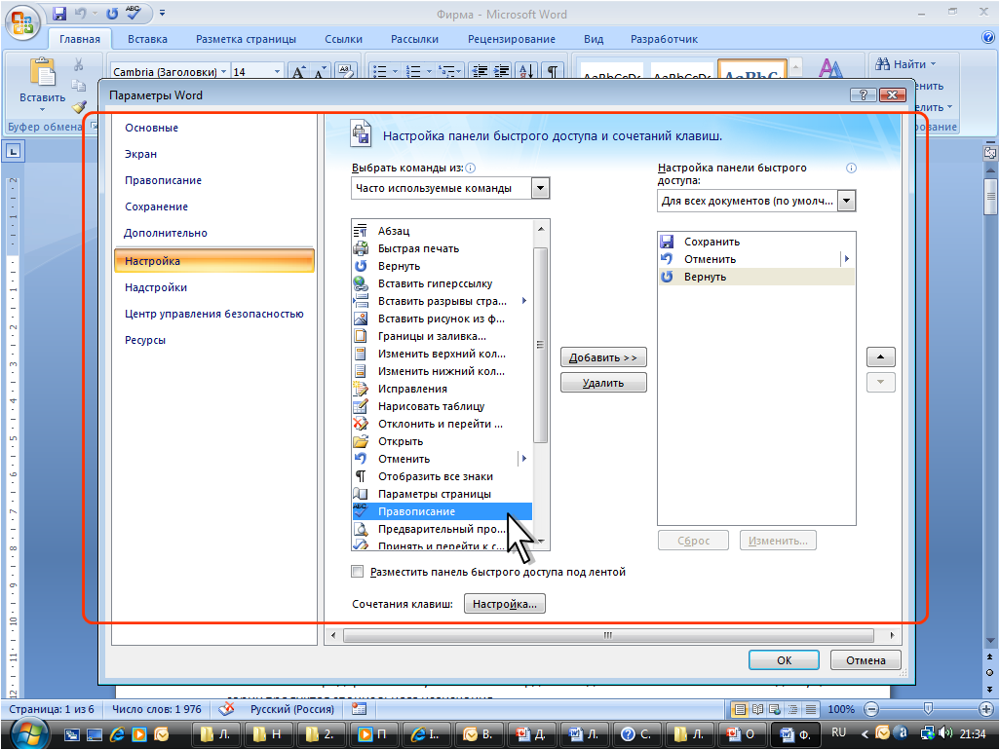 Фирма - Microsoft Word
Главная Вставка Разметка страницы Ссылки Рассылки Рецензирование Вид Разработчик
Cambria (Заголовки) 14
Найти
Вставить
Буфер обмена
Параметры Word
Основные
Экран
Правописание
Сохранение
Дополнительно
Настройка
Надстройки
Центр управления безопасностью
Ресурсы
Настройка панели быстрого доступа и сочетаний клавиш.
Выбрать команды из:
Часто используемые команды
Абзац
Быстрая печать
Вернуть
Вставить гиперссылку
Вставить разрывы стра...
Вставить рисунок из ф...
Границы и заливка...
Изменить верхний кол...
Изменить нижний кол...
Исправления
Нарисовать таблицу
Отклонить и перейти ...
Открыть
Отменить
Отобразить все знаки
Параметры страницы
Правописание
Предварительный про...
Принять и перейти к с...
Добавить >>
Удалить
Настройка панели быстрого
доступа:
Для всех документов (по умолч...
Сохранить
Отменить
Вернуть
Сброс Изменить...
Разместить панель быстрого доступа под лентой
Сочетания клавиш: Настройка...
OK Отмена
Страница: 1 из 6 Число слов: 1 976 Русский (Россия) 100%
Л. Н 2. П І.. В. Д. Л. С. Л. О Ф. RU 21:34